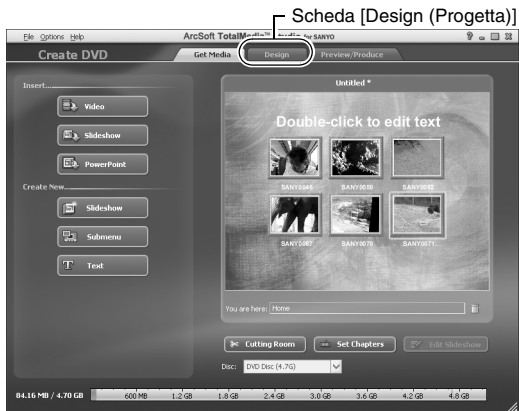 Scheda [Design (Progetta)]
File Options Help
ArcSoft TotalMedia™ Studio for SANYO
Create DVD
Get Media
Design
Preview/Produce
Insert...
Video
Slideshow
PowerPoint
Create New...
Slideshow
Submenu
T Text
Untitled *
Double-click to edit text
SANY0046 SANY0050 SANY0062
SANY0067 SANY0070 SANY0071
You are here: Home
Cutting Room
Set Chapters
Edit Slideshow
Disc: DVD Disc (4.7G)
84.16 MB / 4.70 GB
600 MB 1.2 GB 1.8 GB 2.4 GB 3.0 GB 3.6 GB 4.2 GB 4.8 GB